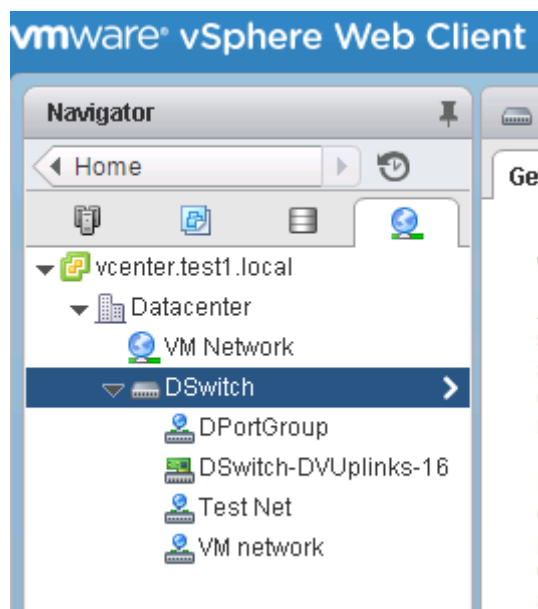 vmware® vSphere Web Client
Navigator
Home
Ge
vcenter.test1.local
Datacenter
VM Network
DSwitch
DPortGroup
DSwitch-DVUplinks-16
Test Net
VM network